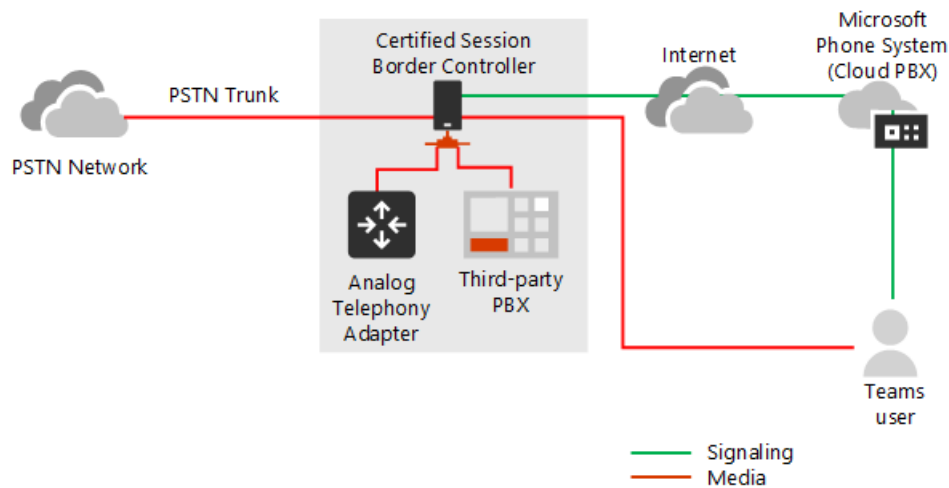 Certified Session
Border Controller
Internet
Microsoft
Phone System
(Cloud PBX)
PSTN Trunk
PSTN Network
Analog
Telephony
Adapter
Third-party
PBX
Teams
user
Signaling
Media